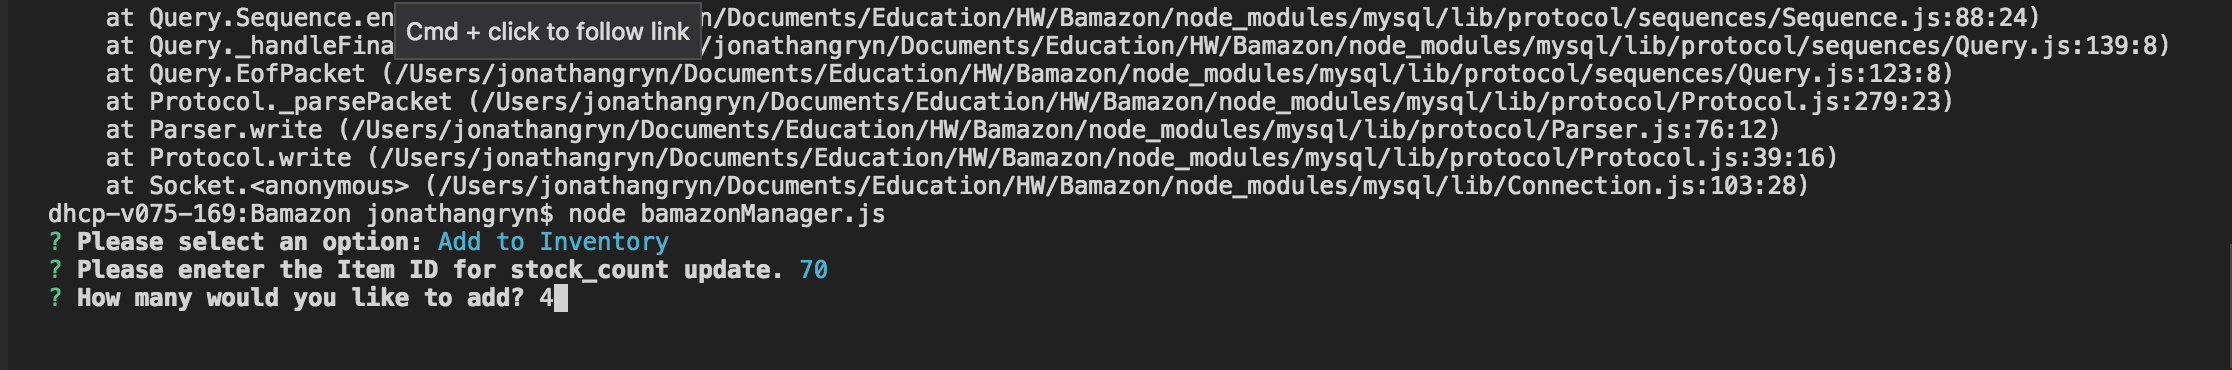 at Query.Sequence.en n/Documents/Education/HW/Bamazon/node_modules/mysql/lib/protocol/sequences/Sequence.js:88:24)
Cmd + click to follow link
at Query._handleFina /jonathangryn/Documents/Education/HW/Bamazon/node_modules/mysql/lib/protocol/sequences/Query.js:139:8)
at Query.EofPacket (/Users/jonathangryn/Documents/Education/HW/Bamazon/node_modules/mysql/lib/protocol/sequences/Query.js:123:8)
at Protocol._parsePacket (/Users/jonathangryn/Documents/Education/HW/Bamazon/node_modules/mysql/lib/protocol/Protocol.js:279:23)
at Parser.write (/Users/jonathangryn/Documents/Education/HW/Bamazon/node_modules/mysql/lib/protocol/Parser.js:76:12)
at Protocol.write (/Users/jonathangryn/Documents/Education/HW/Bamazon/node_modules/mysql/lib/protocol/Protocol.js:39:16)
at Socket.<anonymous> (/Users/jonathangryn/Documents/Education/HW/Bamazon/node_modules/mysql/lib/Connection.js:103:28)
dhcp-v075-169:Bamazon jonathangryn$ node bamazonManager.js
? Please select an option: Add to Inventory
? Please eneter the Item ID for stock_count update. 70
? How many would you like to add? 4